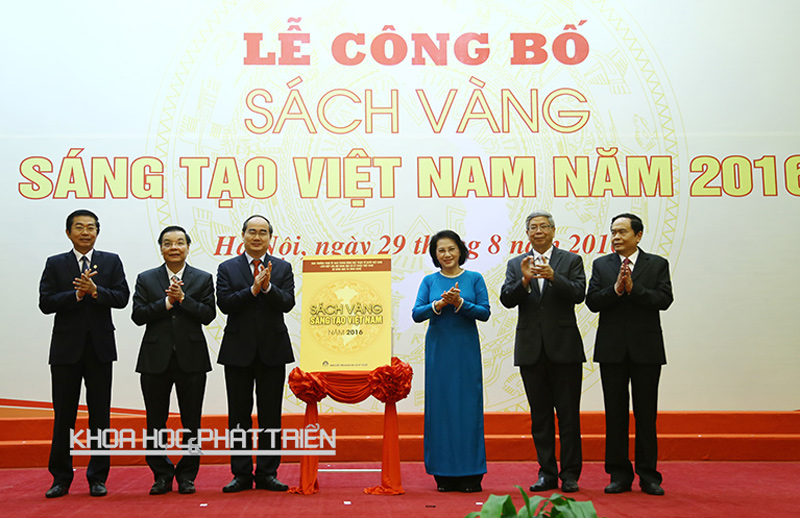 LỄ CÔNG BỐ
SÁCH VÀNG
SÁNG TẠO VIỆT NAM NĂM 2016
Hà Nội, ngày 29 tháng 8 năm 201
SÁCH VÀNG
SÁNG TẠO VIỆT NAM
NĂM 2016
KHOA HỌC & PHÁT TRIỂN